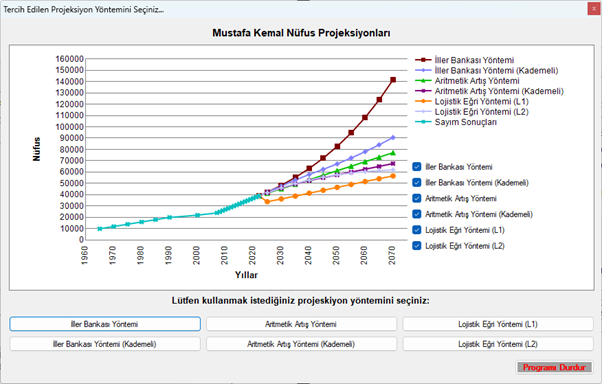 Tercih Edilen Projeksiyon Yöntemini Seçiniz...
x
Mustafa Kemal Nüfus Projeksiyonları
160000
150000
140000
130000
120000
110000
100000
90000
80000
70000
60000
50000
40000
30000
20000
10000
0
Nüfus
1960
1970
1980
1990
2000
2010
2020
2030
2040
2050
2060
2070
Yıllar
İller Bankası Yöntemi
İller Bankası Yöntemi (Kademeli)
Aritmetik Artış Yöntemi
Aritmetik Artış Yöntemi (Kademeli)
Lojistik Eğri Yöntemi (L1)
Lojistik Eğri Yöntemi (L2)
Sayım Sonuçları
İller Bankası Yöntemi
İller Bankası Yöntemi (Kademeli)
Aritmetik Artış Yöntemi
Aritmetik Artış Yöntemi (Kademeli)
Lojistik Eğri Yöntemi (L1)
Lojistik Eğri Yöntemi (L2)
Lütfen kullanmak istediğiniz projeskiyon yöntemini seçiniz:
İller Bankası Yöntemi
Aritmetik Artış Yöntemi
Lojistik Eğri Yöntemi (L1)
İller Bankası Yöntemi (Kademeli)
Aritmetik Artış Yöntemi (Kademeli)
Lojistik Eğri Yöntemi (L2)
Programı Durdur